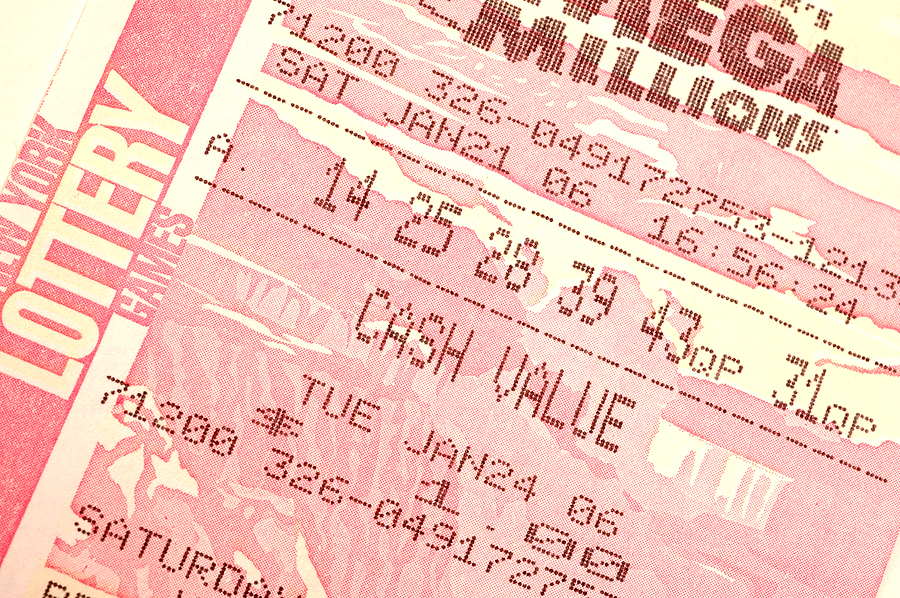 NEW YORK
LOTTERY
GAMES
MEGA
MILLIONS
71200 326-049172753-1213
SAT JAN21 06 16:56:24
A. 14 25 28 39 43QP 31QP
CASH VALUE
TUE JAN24 06
71200 326-0491727
SATURDAY